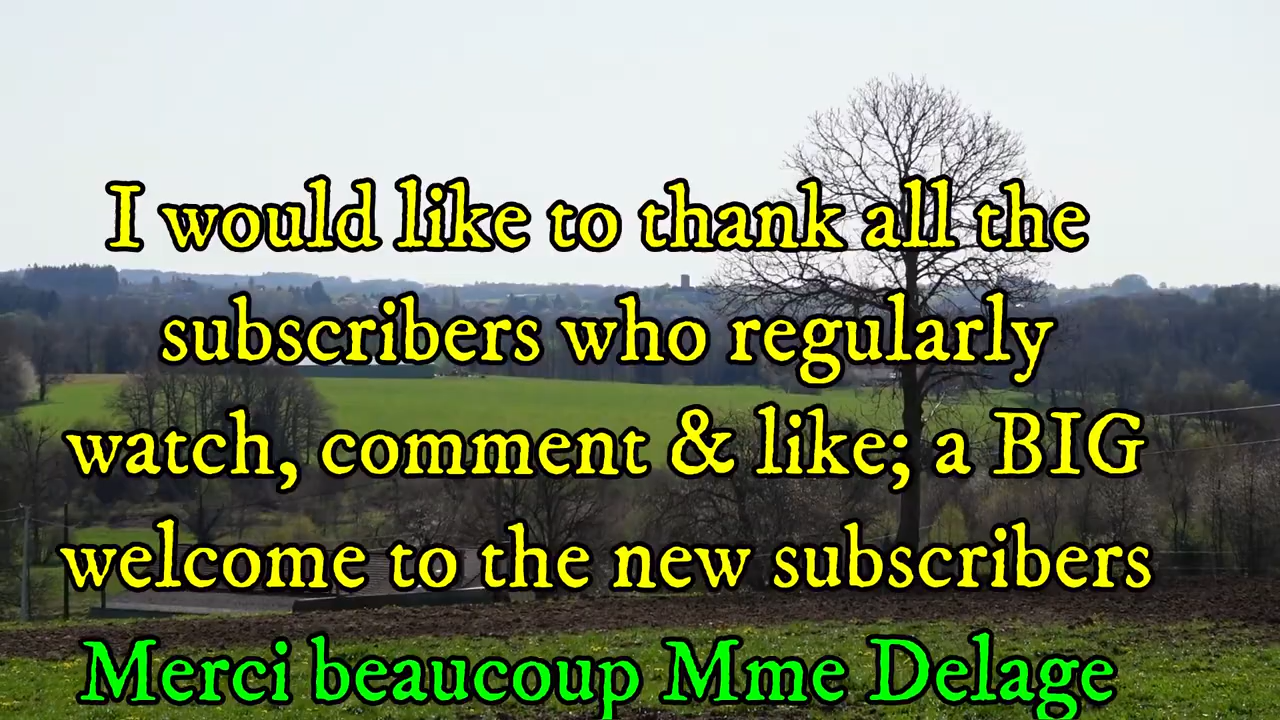 I would like to thank all the
subscribers who regularly
watch, comment & like; a BIG
welcome to the new subscribers
Merci beaucoup Mme Delage